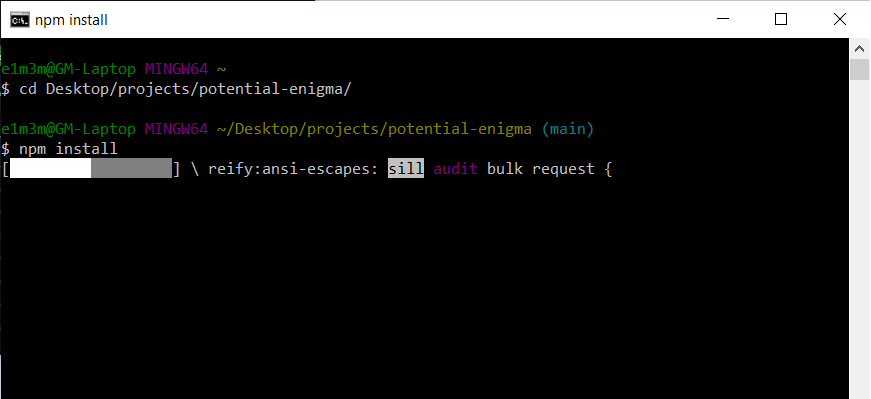 npm install
e1m3m@GM-Laptop MINGW64 ~
$ cd Desktop/projects/potential-enigma/
e1m3m@GM-Laptop MINGW64 ~/Desktop/projects/potential-enigma (main)
$ npm install
[ ] \ reify:ansi-escapes: sill audit bulk request {